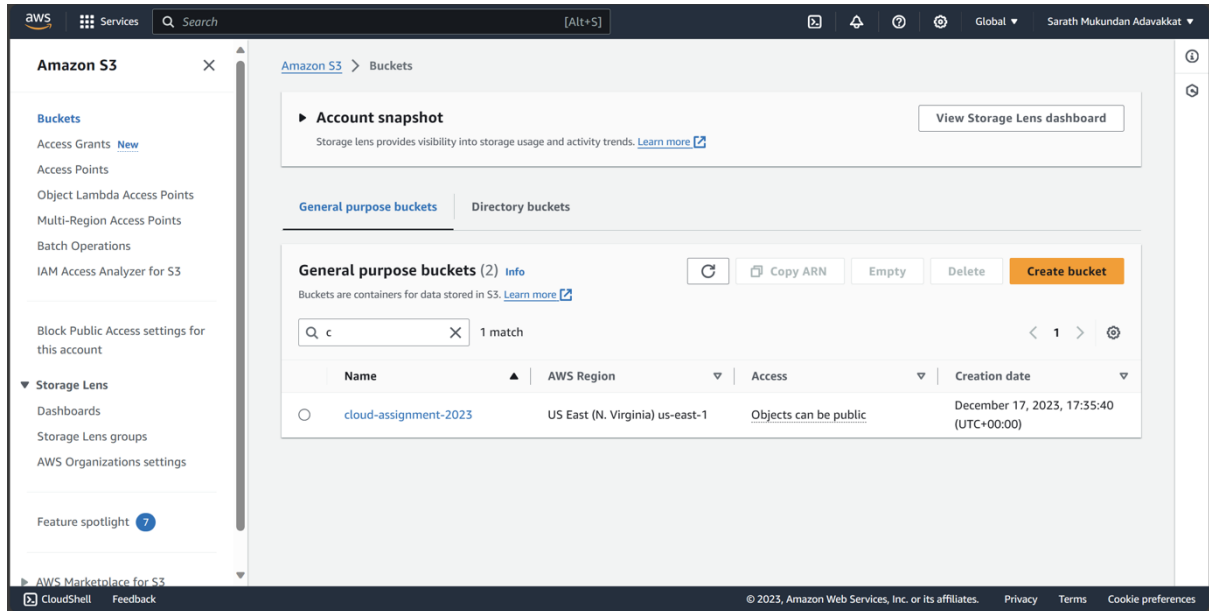 aws
Services
Search
[Alt+S]
Global ▼
Sarath Mukundan Adavakkat ▼
Amazon S3
Buckets
Access Grants New
Access Points
Object Lambda Access Points
Multi-Region Access Points
Batch Operations
IAM Access Analyzer for S3
Block Public Access settings for
this account
▼ Storage Lens
Dashboards
Storage Lens groups
AWS Organizations settings
Feature spotlight 7
AWS Marketplace for S3
Amazon S3 > Buckets
Account snapshot
View Storage Lens dashboard
Storage lens provides visibility into storage usage and activity trends. Learn more
General purpose buckets
Directory buckets
General purpose buckets (2) Info
Copy ARN
Empty
Delete
Create bucket
Buckets are containers for data stored in S3. Learn more
c
1 match
< 1 >
Name
AWS Region
Access
Creation date
cloud-assignment-2023
US East (N. Virginia) us-east-1
Objects can be public
December 17, 2023, 17:35:40
(UTC+00:00)
CloudShell
Feedback
© 2023, Amazon Web Services, Inc. or its affiliates.
Privacy
Terms
Cookie preferences